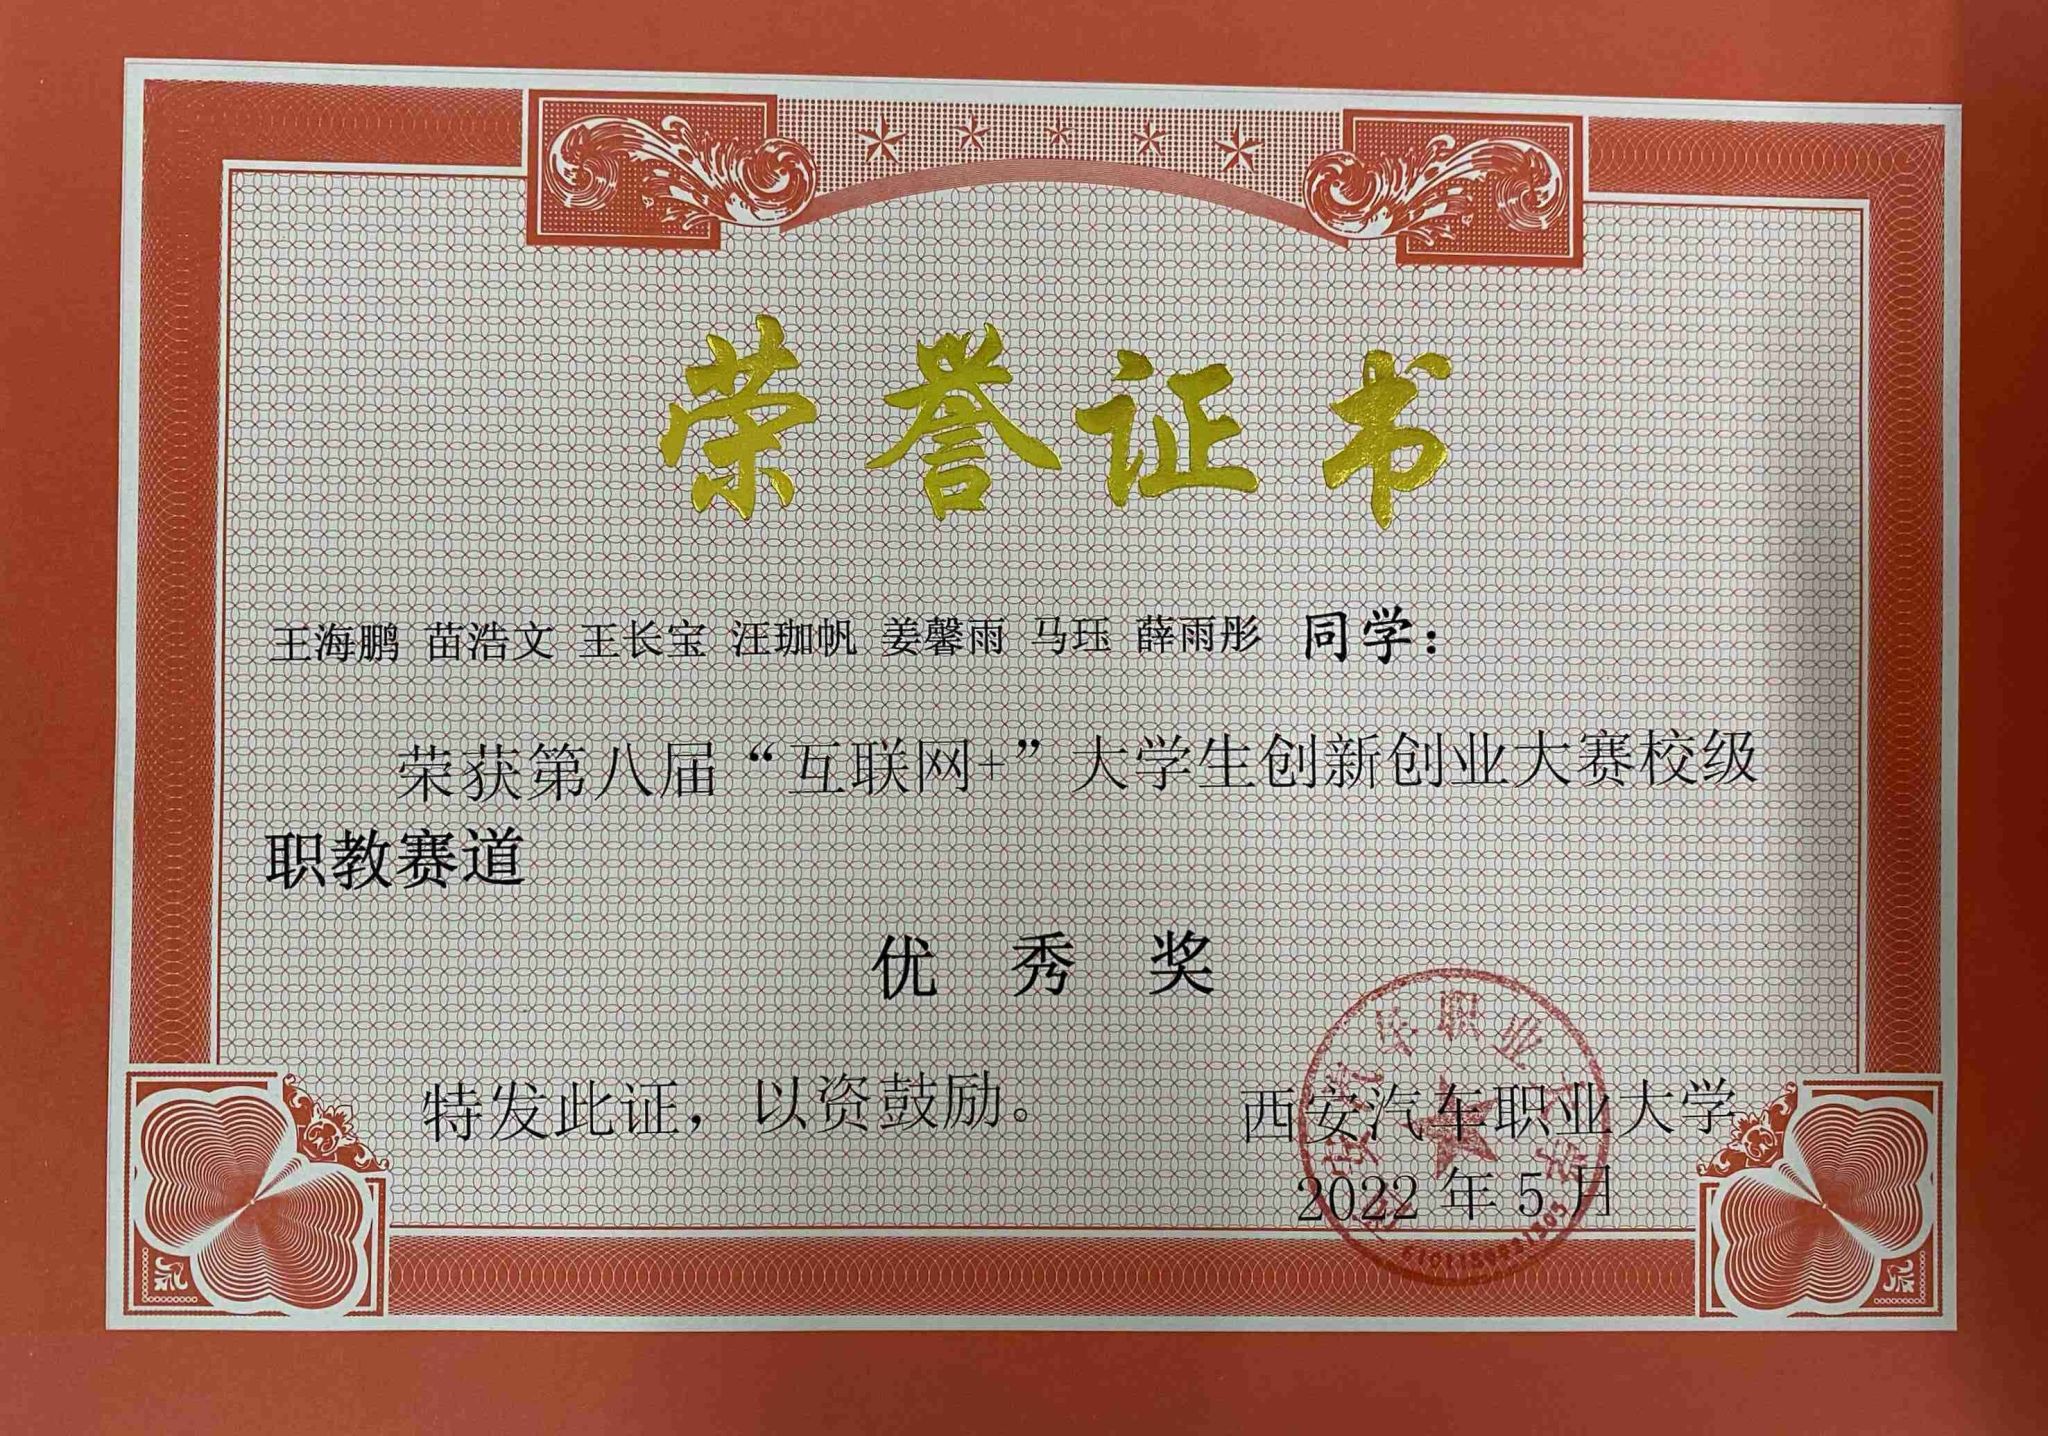 荣誉证书
王海鹏 苗浩文 王长宝 汪珈帆 姜馨雨 马珏 薛雨彤 同学：
荣获第八届“互联网+”大学生创新创业大赛校级
职教赛道
优 秀 奖
特发此证，以资鼓励。
西安汽车职业大学
2022 年 5 月